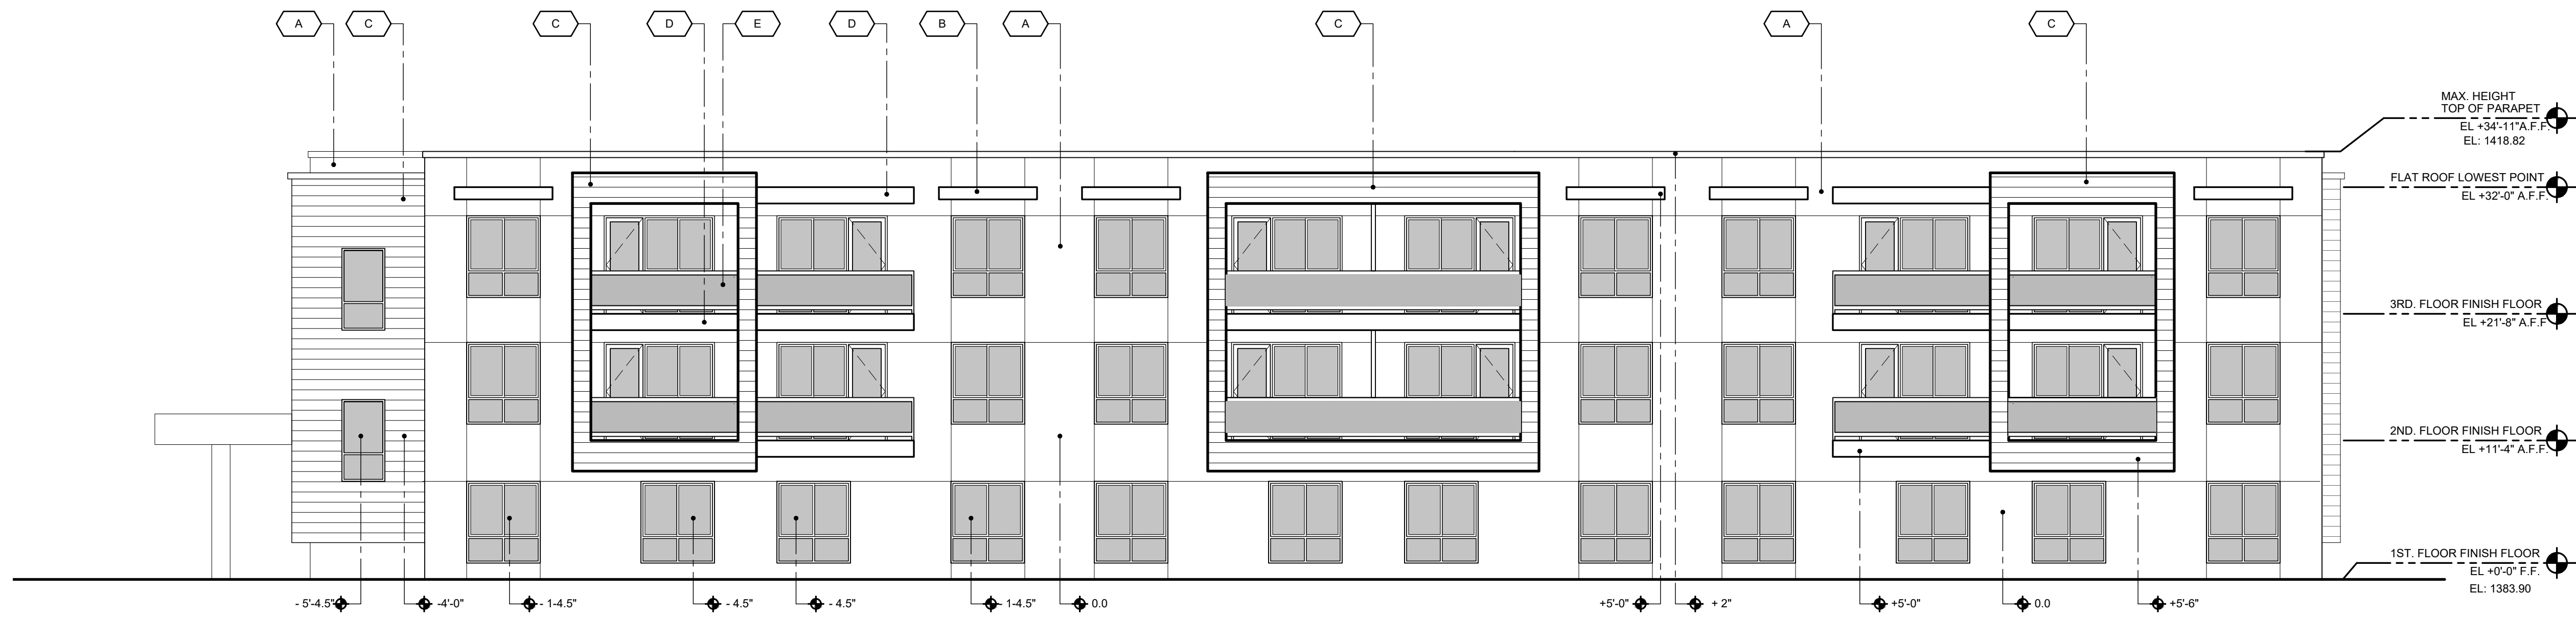 A
C
C
D
E
D
B
A
C
A
C
MAX. HEIGHT
TOP OF PARAPET
EL +34'-11"A.F.F.
EL: 1418.82
FLAT ROOF LOWEST POINT
EL +32'-0" A.F.F.
3RD. FLOOR FINISH FLOOR
EL +21'-8" A.F.F
2ND. FLOOR FINISH FLOOR
EL +11'-4" A.F.F.
1ST. FLOOR FINISH FLOOR
EL +0'-0" F.F.
EL: 1383.90
- 5'-4.5"
-4'-0"
- 1-4.5"
- 4.5"
- 4.5"
- 1-4.5"
0.0
+5'-0"
+ 2"
+5'-0"
0.0
+5'-6"